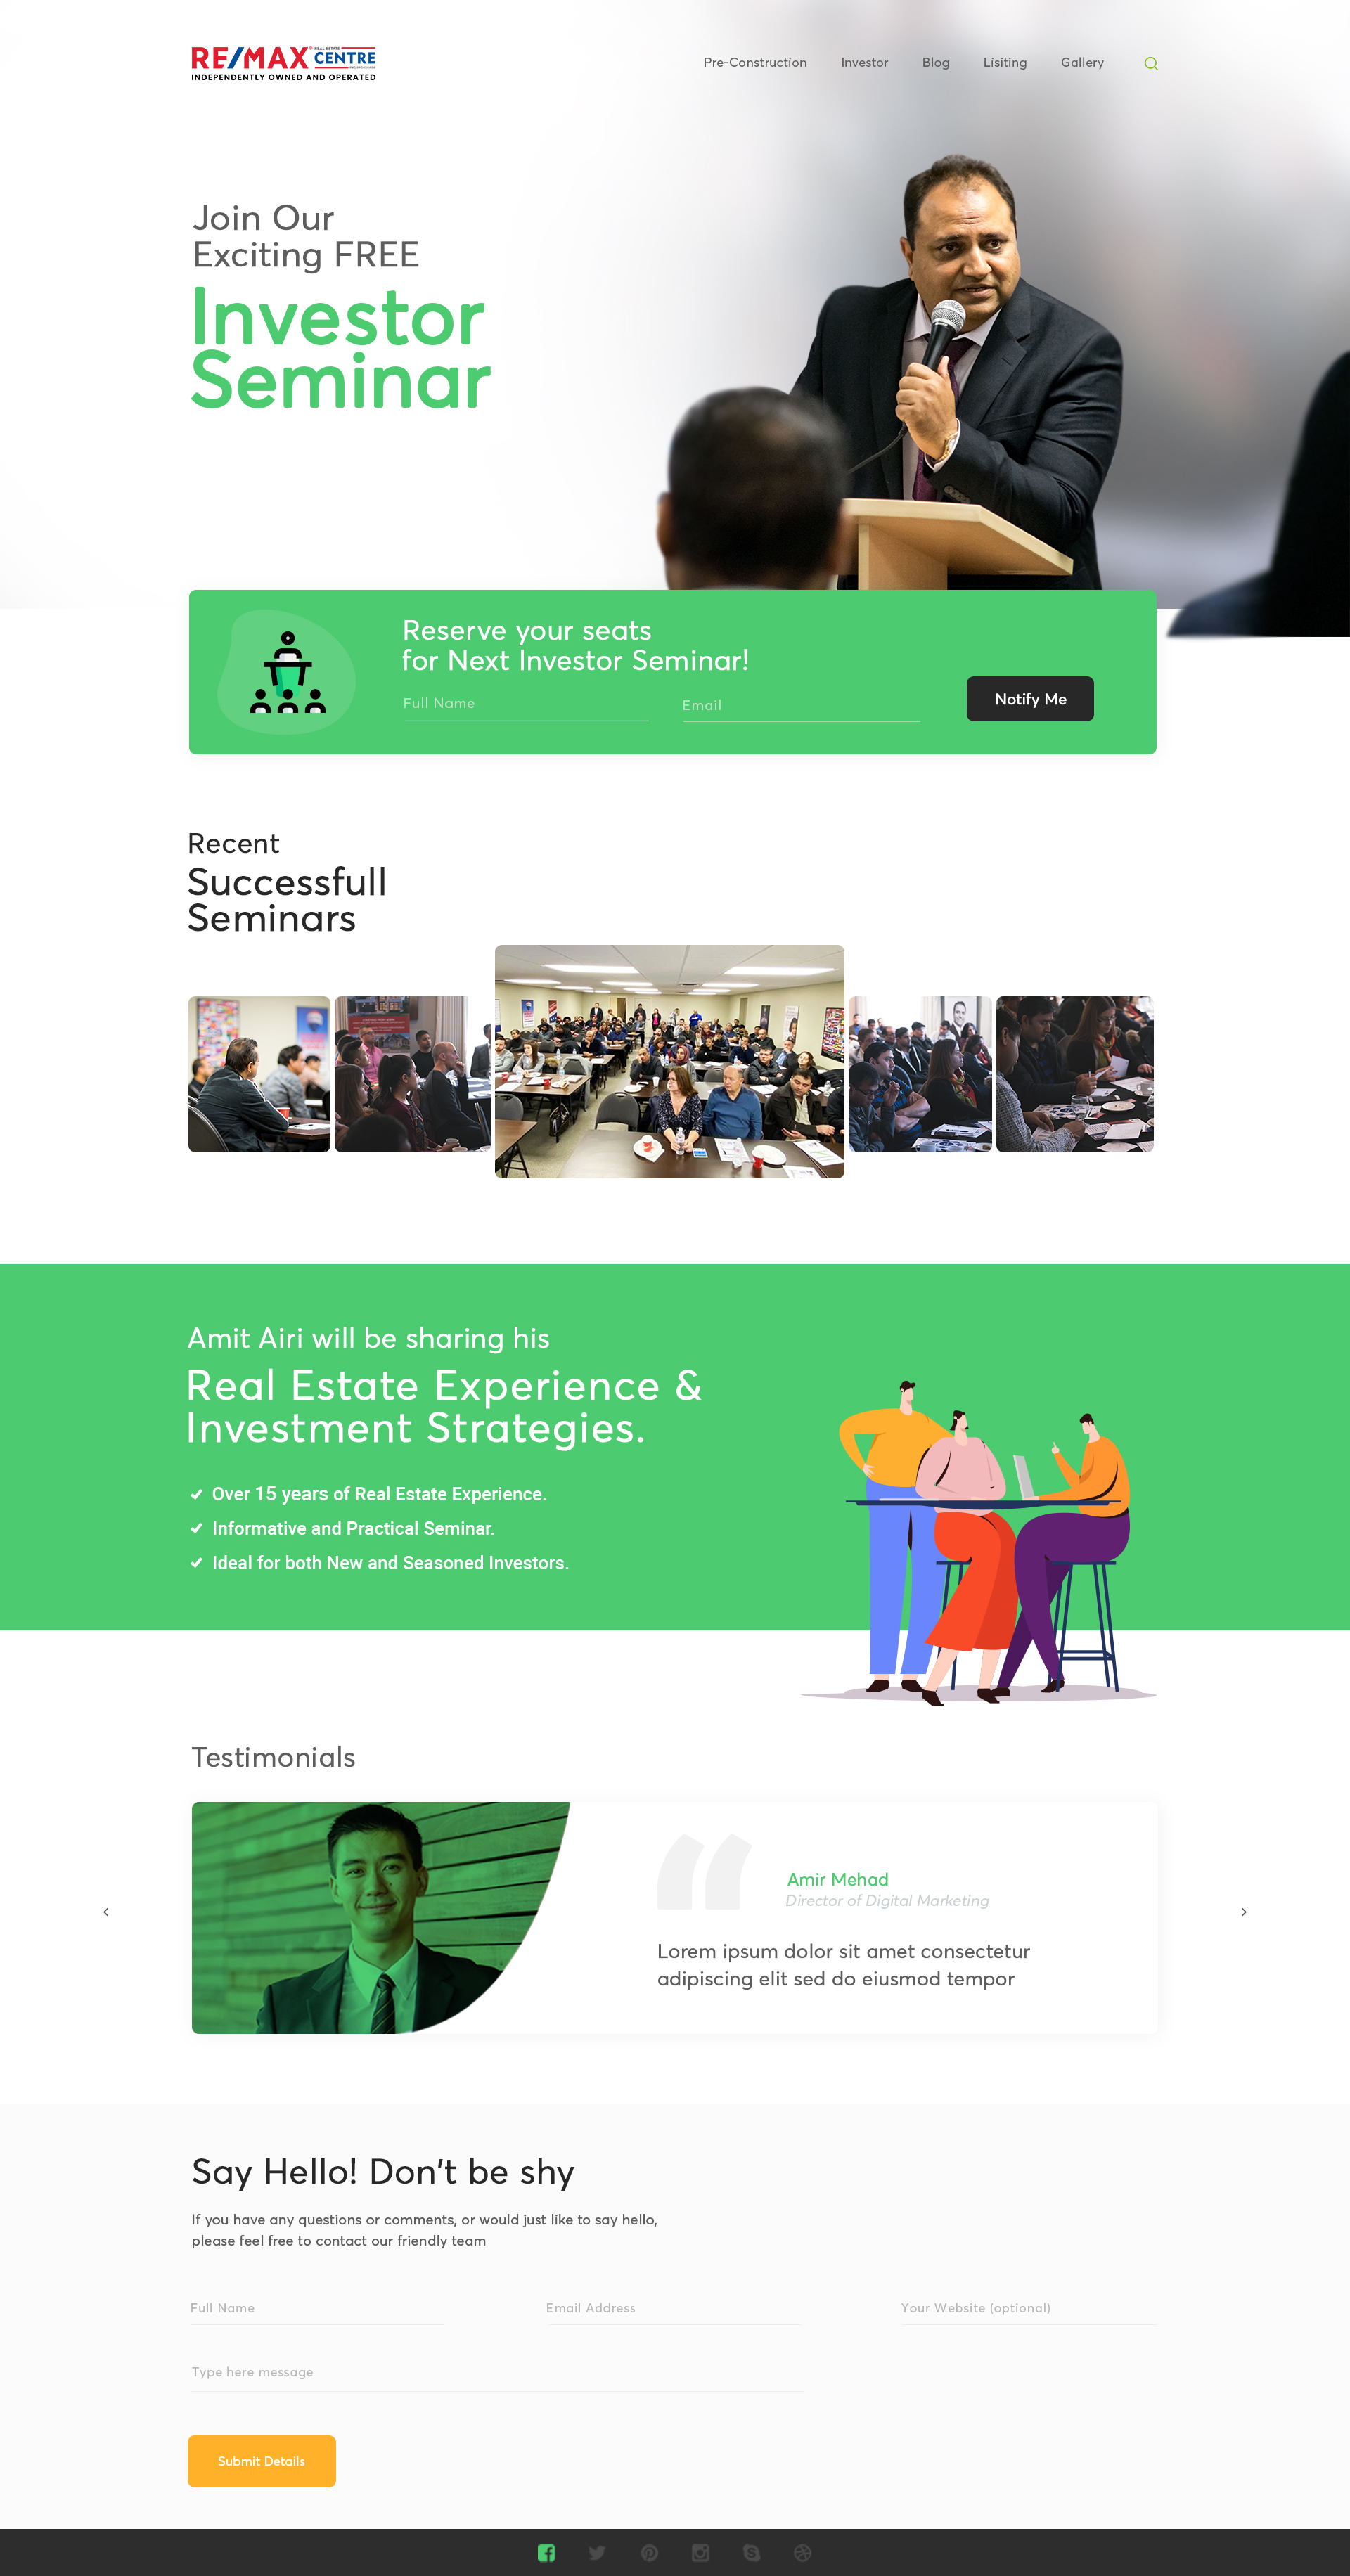 RE/MAX® REAL ESTATE CENTRE INC.
INDEPENDENTLY OWNED AND OPERATED
Pre-Construction Investor Blog Lisiting Gallery
Join Our
Exciting FREE
Investor
Seminar
Reserve your seats
for Next Investor Seminar!
Full Name
Email
Notify Me
Recent
Successfull
Seminars
Amit Airi will be sharing his
Real Estate Experience &
Investment Strategies.
Over 15 years of Real Estate Experience.
Informative and Practical Seminar.
Ideal for both New and Seasoned Investors.
Testimonials
Amir Mehad
Director of Digital Marketing
Lorem ipsum dolor sit amet consectetur
adipiscing elit sed do eiusmod tempor
Say Hello! Don't be shy
If you have any questions or comments, or would just like to say hello,
please feel free to contact our friendly team
Full Name
Email Address
Your Website (optional)
Type here message
Submit Details